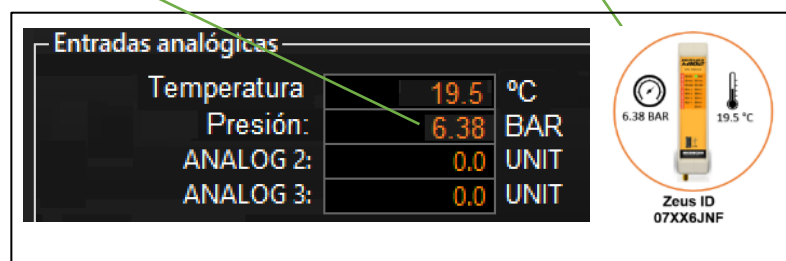 Entradas analógicas
Temperatura 19.5 ºC
Presión: 6.38 BAR
ANALOG 2: 0.0 UNIT
ANALOG 3: 0.0 UNIT
6.38 BAR
19.5 °C
Zeus ID
07XX6JNF